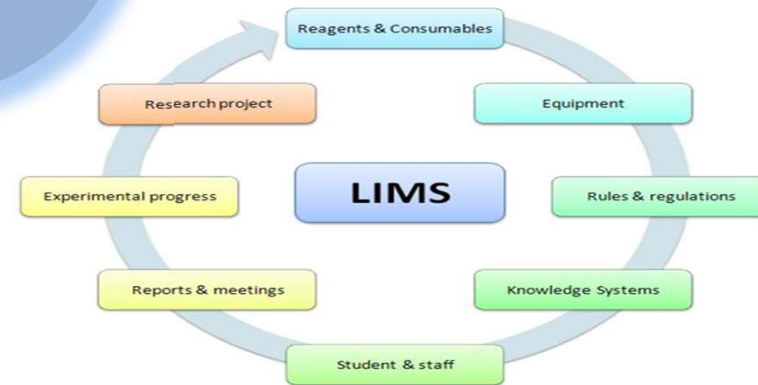 Reagents & Consumables
Research project
Equipment
Experimental progress
LIMS
Rules & regulations
Reports & meetings
Knowledge Systems
Student & staff